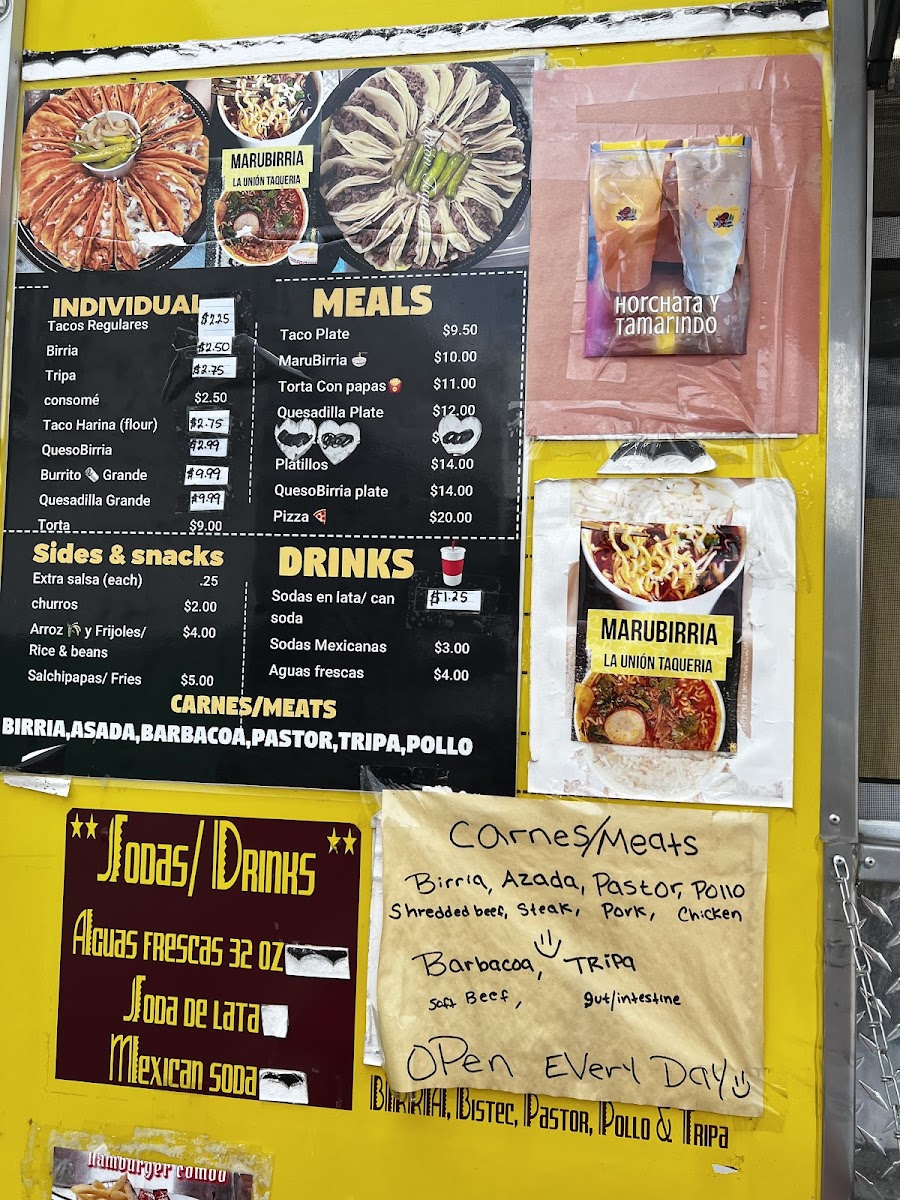 MARUBIRRIA
LA UNIÓN TAQUERIA
HORCHATA Y
TAMARINDO
INDIVIDUAL
Tacos Regulares $2.25
Birria $2.50
Tripa $2.75
consomé $2.50
Taco Harina (flour) $2.75
QuesoBirria $2.99
Burrito Grande $9.99
Quesadilla Grande $9.99
Torta $9.00
MEALS
Taco Plate $9.50
MaruBirria $10.00
Torta Con papas $11.00
Quesadilla Plate $12.00
$
Platillos $14.00
QuesoBirria plate $14.00
Pizza $20.00
Sides & snacks
Extra salsa (each) .25
churros $2.00
Arroz y Frijoles/ $4.00
Rice & beans
Salchipapas/ Fries $5.00
DRINKS
Sodas en lata/ can $1.25
soda
Sodas Mexicanas $3.00
Aguas frescas $4.00
CARNES/MEATS
BIRRIA,ASADA,BARBACOA,PASTOR,TRIPA,POLLO
MARUBIRRIA
LA UNIÓN TAQUERIA
Sodas/ Drinks
Aguas frescas 32 oz
Soda de lata
Mexican soda
Carnes/Meats
Birria, Azada, Pastor, Pollo
Shredded beef, Steak, Pork, Chicken
Barbacoa, Tripa
Soft Beef, gut/intestine
Open Every Day
Birria, Bistec, Pastor, Pollo & Tripa
Hamburger combo